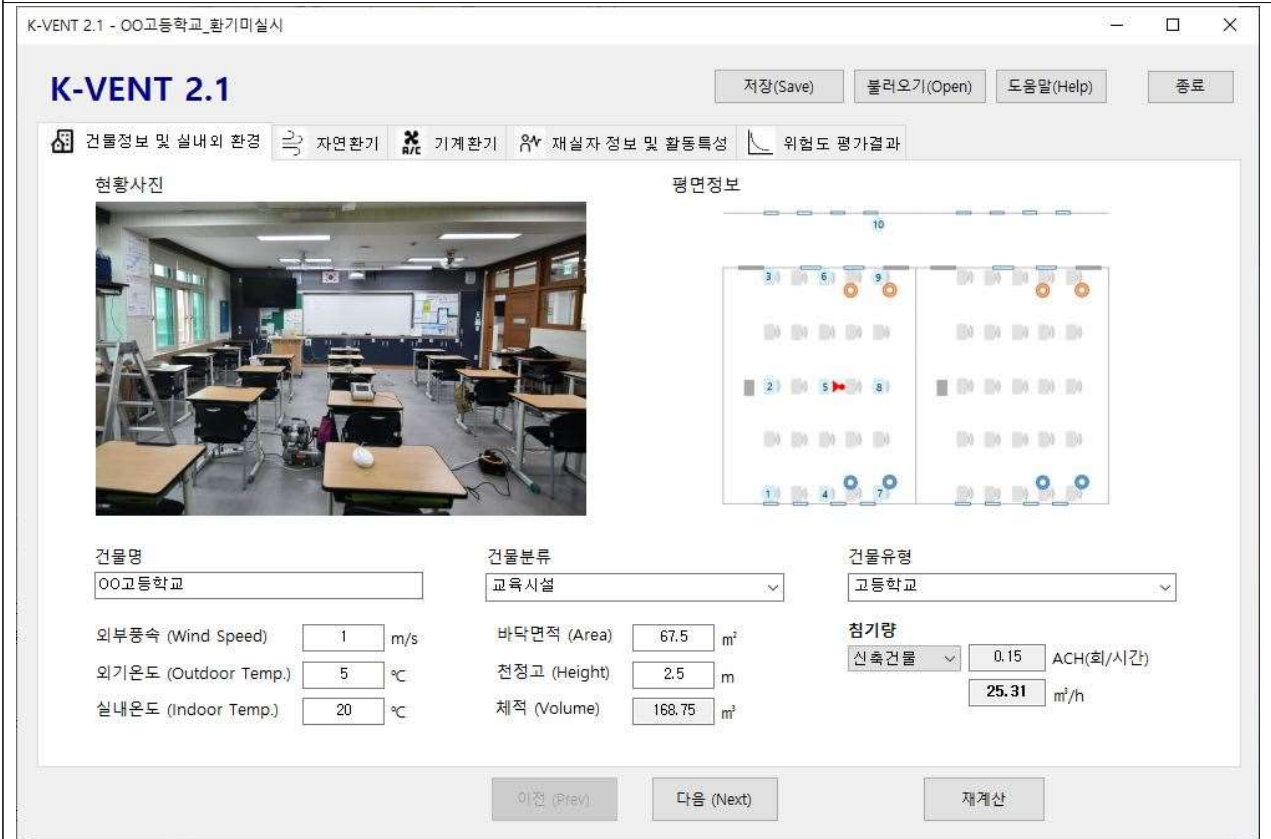 K-VENT 2.1 - OO고등학교_환기미실시
K-VENT 2.1
저장(Save) 불러오기(Open) 도움말(Help) 종료
건물정보 및 실내외 환경 자연환기 A/C 기계환기 재실자 정보 및 활동특성 위험도 평가결과
현황사진 평면정보
10
3 6 9
2 5 8
1 4 7
건물명 건물분류 건물유형
OO고등학교 교육시설 고등학교
외부풍속 (Wind Speed) 1 m/s 바닥면적 (Area) 67.5 m² 침기량
외기온도 (Outdoor Temp.) 5 ℃ 천정고 (Height) 2.5 m 신축건물 0.15 ACH(회/시간)
실내온도 (Indoor Temp.) 20 ℃ 체적 (Volume) 168.75 m³ 25.31 m³/h
이전 (Prev) 다음 (Next) 재계산